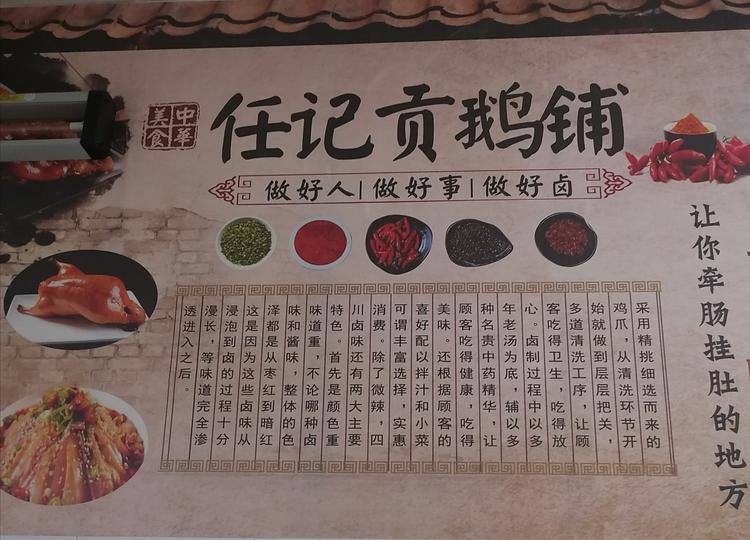 中華
美食
任记贡鹅铺
做好人|做好事|做好卤
采用精挑细选而来的
鸡爪，从清洗环节开
始就做到层层把关，
多道清洗工序，让顾
客吃得卫生，吃得放
心。卤制过程中以多
年老汤为底，辅以多
种名贵中药精华，让
顾客吃得健康，吃得
美味。还根据顾客的
喜好配以拌汁和小菜
可谓丰富选择，实惠
消费。除了微辣，四
川卤味还有两大主要
特色。首先是颜色重
味道重，不论哪种卤
味和酱味，整体的色
泽都是从枣红到暗红
这是因为这些卤味从
浸泡到卤的过程十分
漫长，等味道完全渗
透进入之后。
让你牵肠挂肚的地方